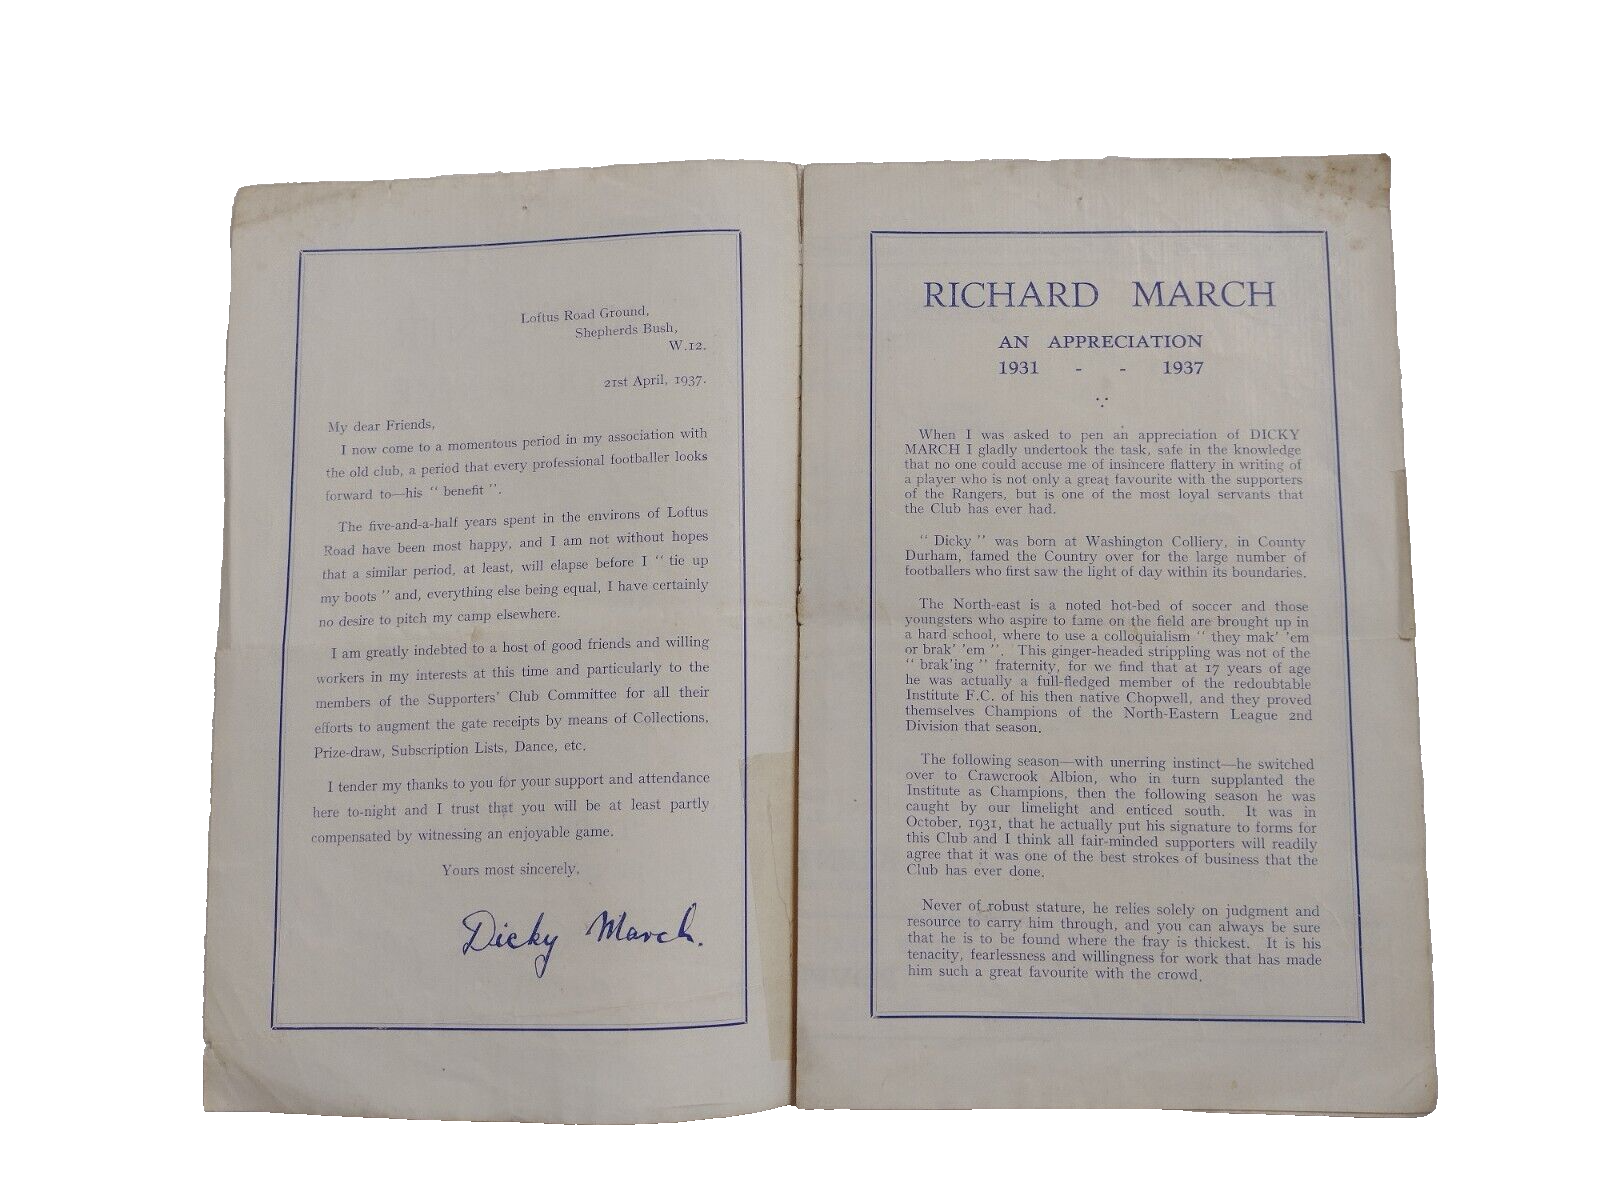 Loftus Road Ground,
Shepherds Bush,
W.12.
21st April, 1937.
My dear Friends,
I now come to a momentous period in my association with
the old club, a period that every professional footballer looks
forward to—his “ benefit ”.
The five-and-a-half years spent in the environs of Loftus
Road have been most happy, and I am not without hopes
that a similar period, at least, will elapse before I “ tie up
my boots ” and, everything else being equal, I have certainly
no desire to pitch my camp elsewhere.
I am greatly indebted to a host of good friends and willing
workers in my interests at this time and particularly to the
members of the Supporters’ Club Committee for all their
efforts to augment the gate receipts by means of Collections,
Prize-draw, Subscription Lists, Dance, etc.
I tender my thanks to you for your support and attendance
here to-night and I trust that you will be at least partly
compensated by witnessing an enjoyable game.
Yours most sincerely,
Dicky March.
RICHARD MARCH
AN APPRECIATION
1931 - - 1937
When I was asked to pen an appreciation of DICKY
MARCH I gladly undertook the task, safe in the knowledge
that no one could accuse me of insincere flattery in writing of
a player who is not only a great favourite with the supporters
of the Rangers, but is one of the most loyal servants that
the Club has ever had.
“ Dicky ” was born at Washington Colliery, in County
Durham, famed the Country over for the large number of
footballers who first saw the light of day within its boundaries.
The North-east is a noted hot-bed of soccer and those
youngsters who aspire to fame on the field are brought up in
a hard school, where to use a colloquialism “ they mak’ ’em
or brak’ ’em ”. This ginger-headed strippling was not of the
“ brak’ing ” fraternity, for we find that at 17 years of age
he was actually a full-fledged member of the redoubtable
Institute F.C. of his then native Chopwell, and they proved
themselves Champions of the North-Eastern League 2nd
Division that season.
The following season—with unerring instinct—he switched
over to Crawcrook Albion, who in turn supplanted the
Institute as Champions, then the following season he was
caught by our limelight and enticed south. It was in
October, 1931, that he actually put his signature to forms for
this Club and I think all fair-minded supporters will readily
agree that it was one of the best strokes of business that the
Club has ever done.
Never of robust stature, he relies solely on judgment and
resource to carry him through, and you can always be sure
that he is to be found where the fray is thickest. It is his
tenacity, fearlessness and willingness for work that has made
him such a great favourite with the crowd.